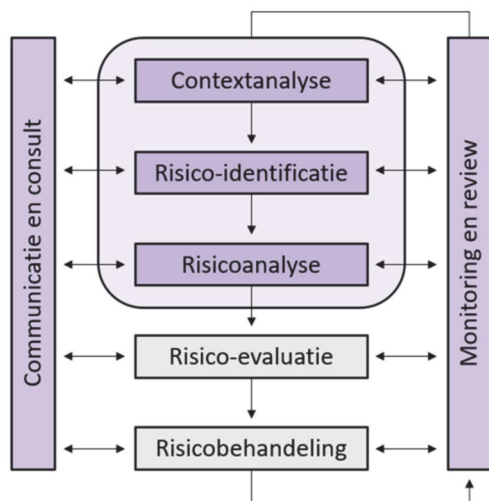 Communicatie en consult
Contextanalyse
Risico-identificatie
Risicoanalyse
Risico-evaluatie
Risicobehandeling
Monitoring en review